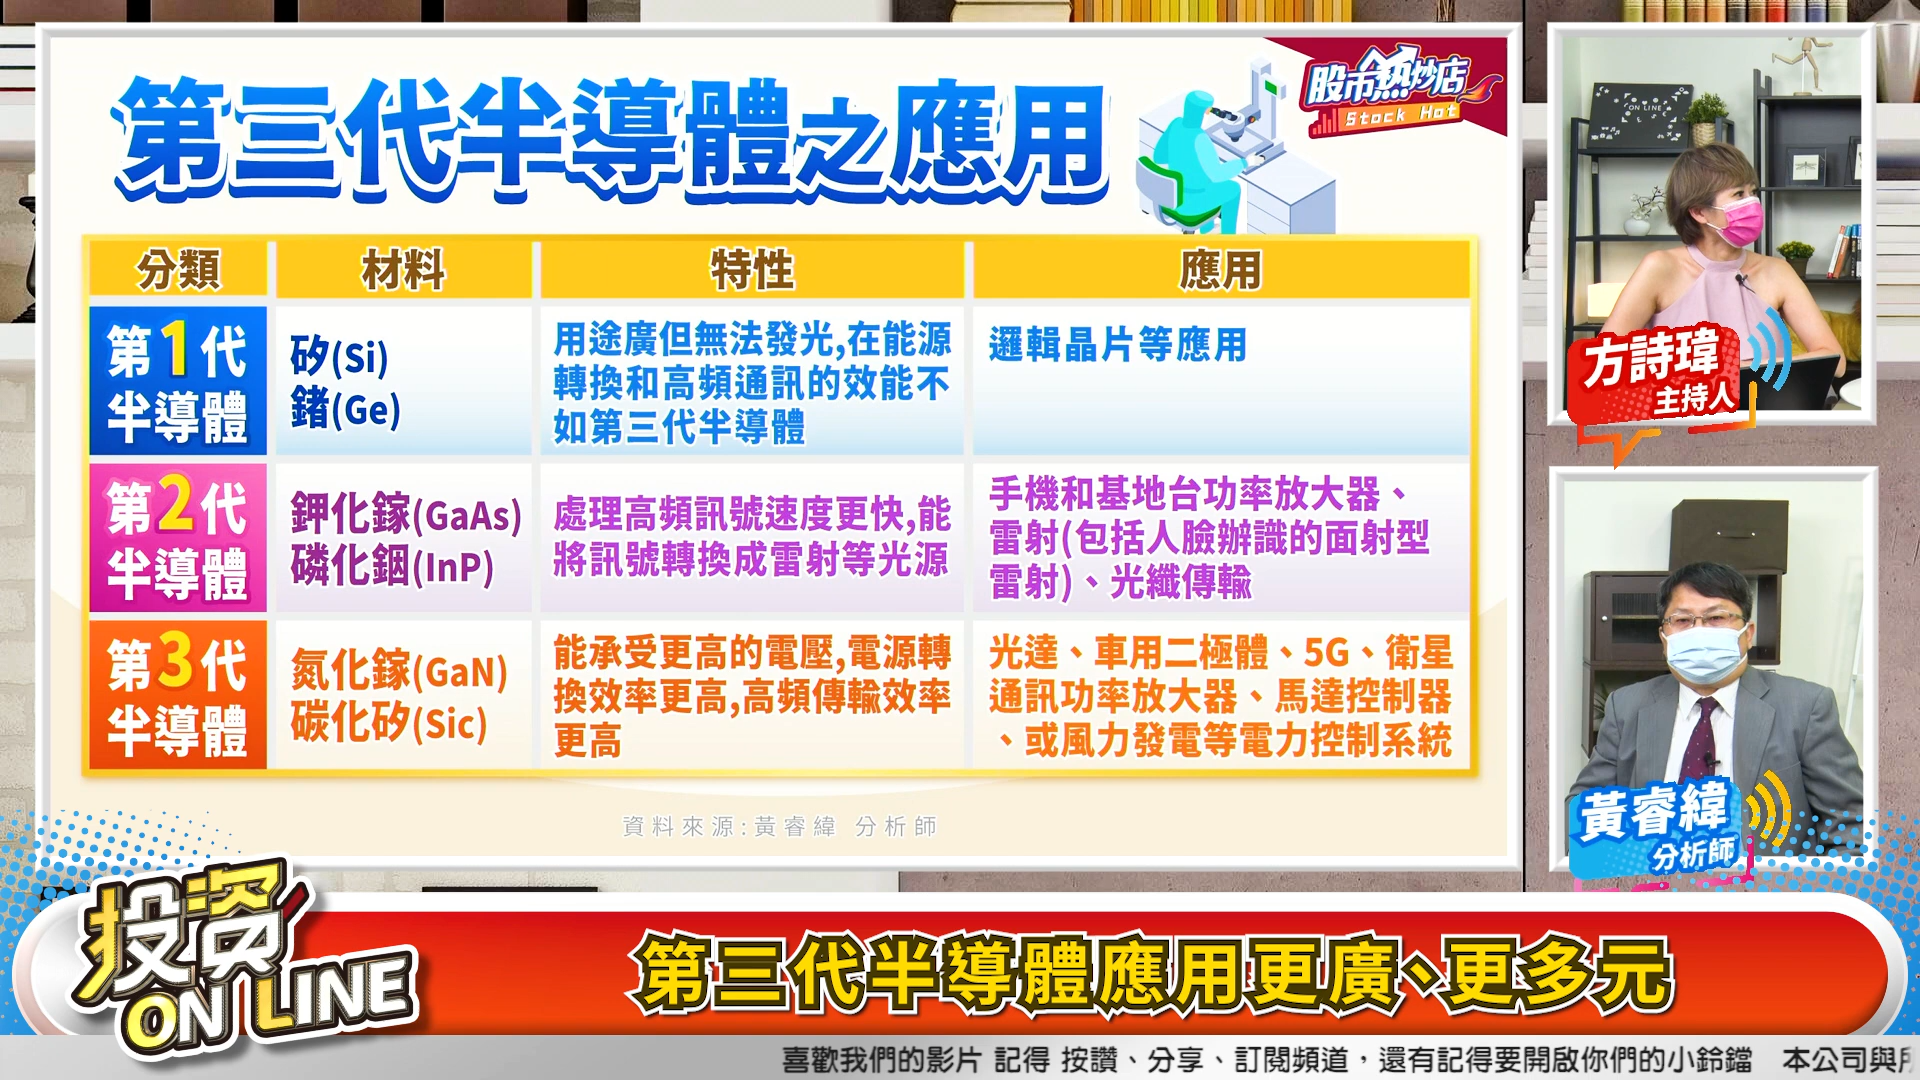 第三代半導體之應用
股市熱炒店
Stock Hot
分類
材料
特性
應用
第1代
半導體
矽(Si)
鍺(Ge)
用途廣但無法發光,在能源
轉換和高頻通訊的效能不
如第三代半導體
邏輯晶片等應用
第2代
半導體
鉀化鎵(GaAs)
磷化銦(InP)
處理高頻訊號速度更快,能
將訊號轉換成雷射等光源
手機和基地台功率放大器、
雷射(包括人臉辦識的面射型
雷射)、光纖傳輸
第3代
半導體
氮化鎵(GaN)
碳化矽(Sic)
能承受更高的電壓,電源轉
換效率更高,高頻傳輸效率
更高
光達、車用二極體、5G、衛星
通訊功率放大器、馬達控制器
、或風力發電等電力控制系統
資料來源:黃睿緯 分析師
ON LINE
方詩瑋
主持人
黃睿緯
分析師
投資
ON LINE
第三代半導體應用更廣、更多元
喜歡我們的影片 記得 按讚、分享、訂閱頻道，還有記得要開啟你們的小鈴鐺 本公司與所